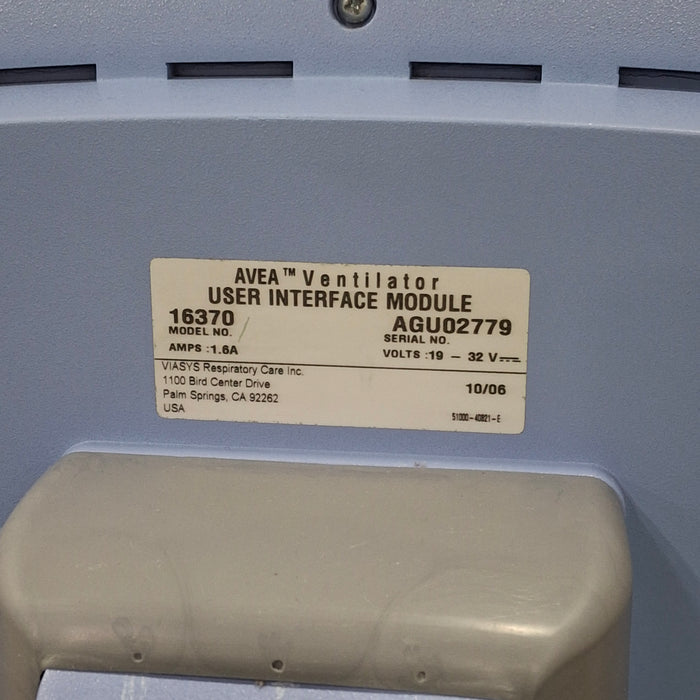 AVEA™ Ventilator
USER INTERFACE MODULE
16370 AGU02779
MODEL NO. SERIAL NO.
AMPS :1.6A VOLTS :19 – 32 V⎓
VIASYS Respiratory Care Inc.
1100 Bird Center Drive 10/06
Palm Springs, CA 92262
USA 51000-40821-E